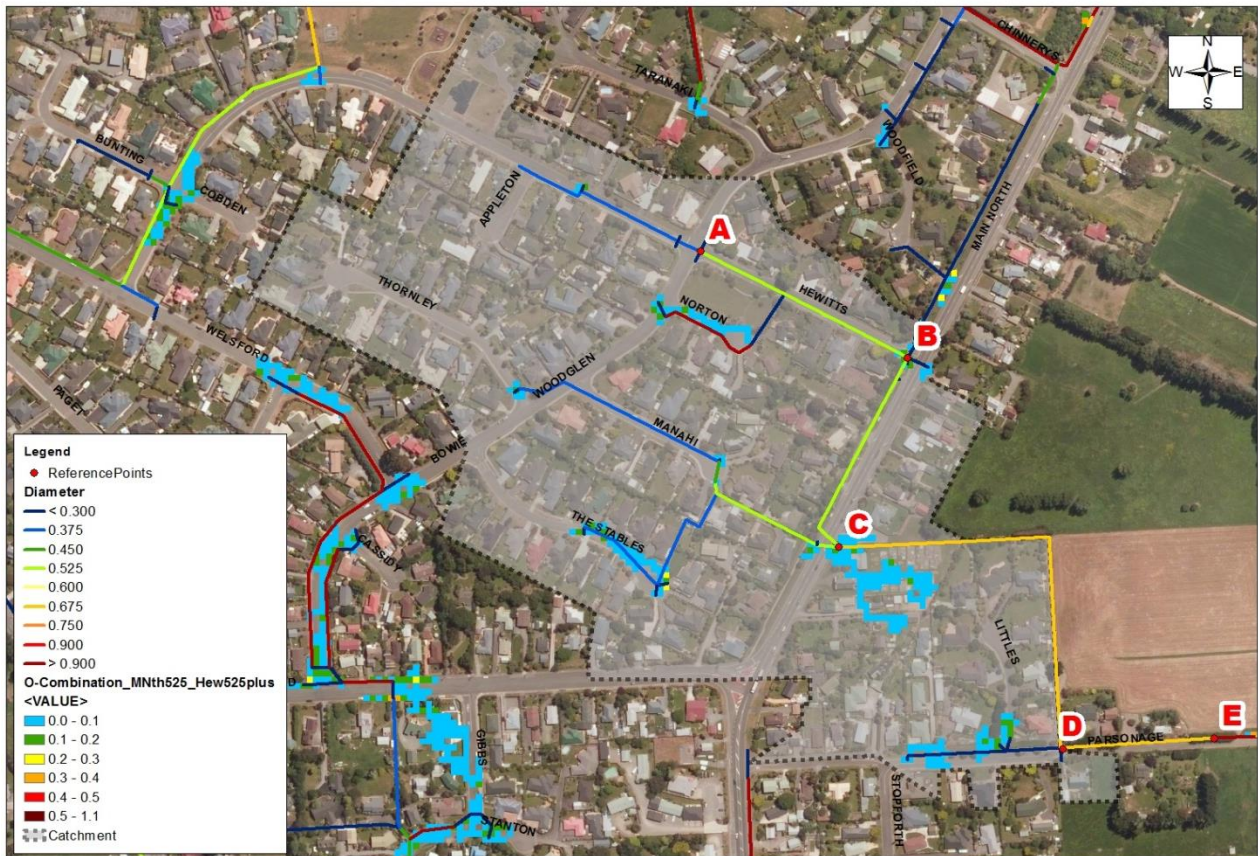 CHINNERYS
N
W E
S
TARANAKI
WOODFIELD
BUNTING
COBDEN
APPLETON
MAIN NORTH
A
THORNLEY
NORTON
HEWITTS
B
WELSFORD
WOODGLEN
PAGET
MANAHI
BOWIE
THE STABLES
C
CASSIDY
LITTLES
D
E
PARSONAGE
GIBBS
STOPFORTH
STANTON
Legend
ReferencePoints
Diameter
< 0.300
0.375
0.450
0.525
0.600
0.675
0.750
0.900
> 0.900
O-Combination_MNth525_Hew525plus
<VALUE>
0.0 - 0.1
0.1 - 0.2
0.2 - 0.3
0.3 - 0.4
0.4 - 0.5
0.5 - 1.1
Catchment